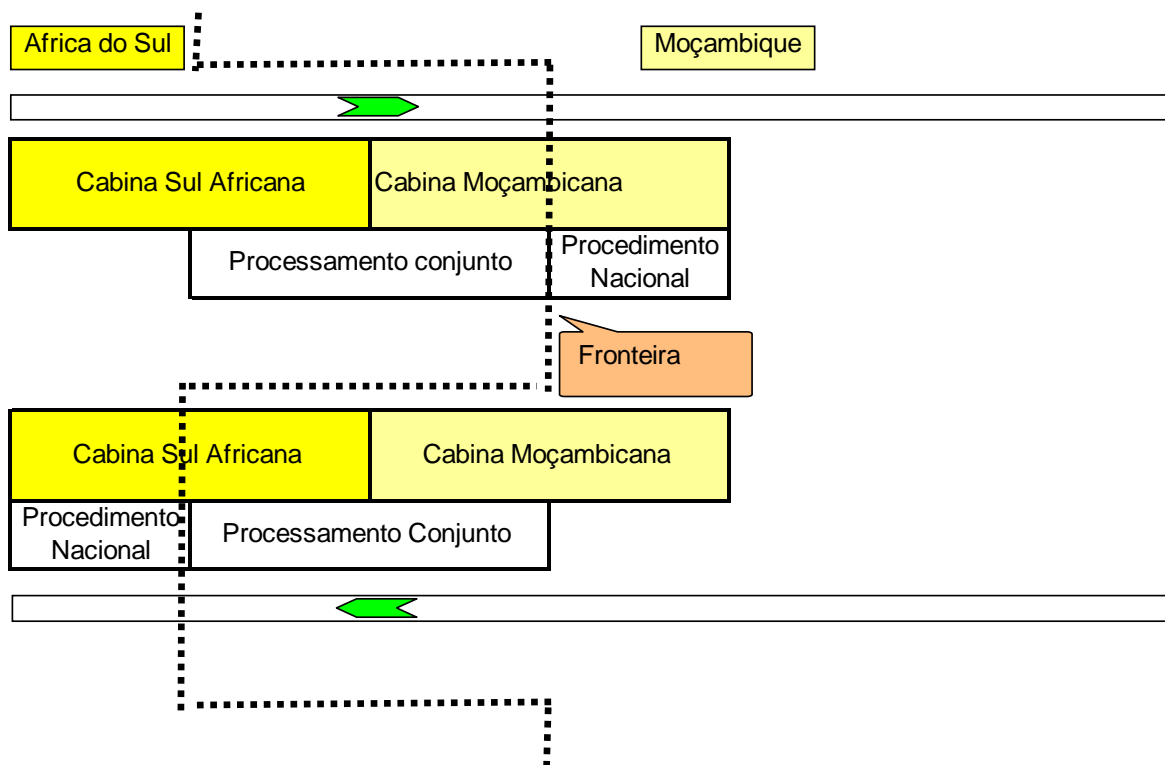 Africa do Sul
Moçambique
Cabina Sul Africana
Cabina Moçambicana
Processamento conjunto
Procedimento
Nacional
Fronteira
Cabina Sul Africana
Cabina Moçambicana
Procedimento
Nacional
Processamento Conjunto